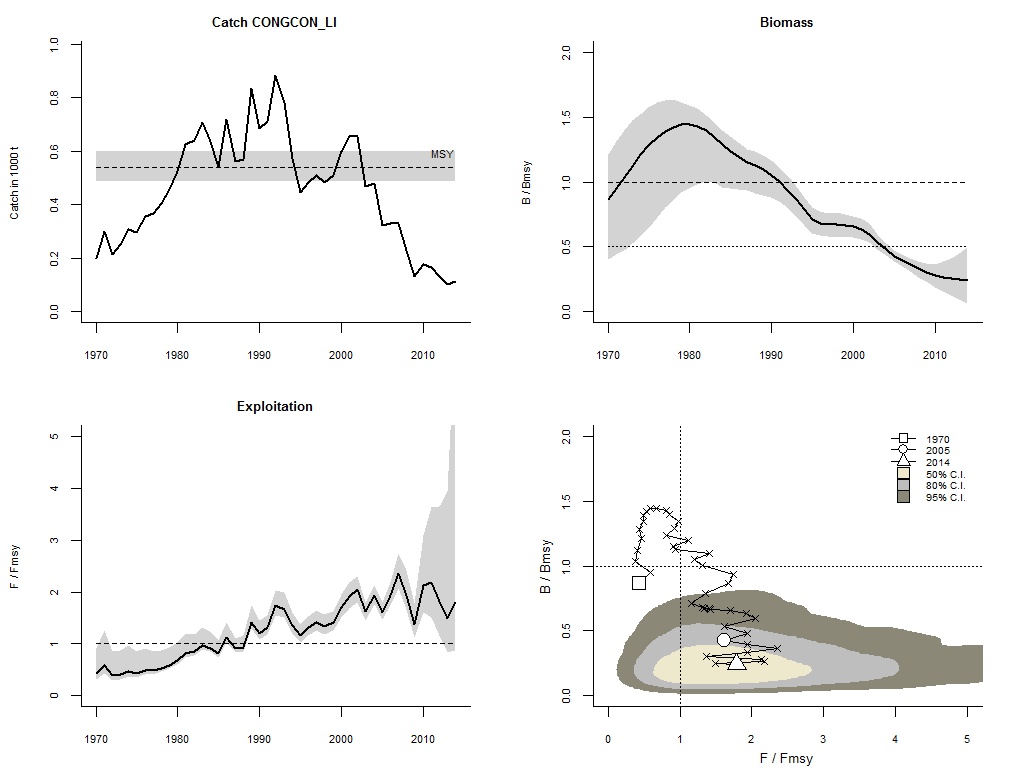 Catch CONGCON_LI
Catch in 1000 t
1.0
0.8
0.6
0.4
0.2
0.0
MSY
1970 1980 1990 2000 2010
Biomass
B / Bmsy
2.0
1.5
1.0
0.5
0.0
1970 1980 1990 2000 2010
Exploitation
F / Fmsy
5
4
3
2
1
0
1970 1980 1990 2000 2010
B / Bmsy
2.0
1.5
1.0
0.5
0.0
1970
2005
2014
50% C.I.
80% C.I.
95% C.I.
0 1 2 3 4 5
F / Fmsy